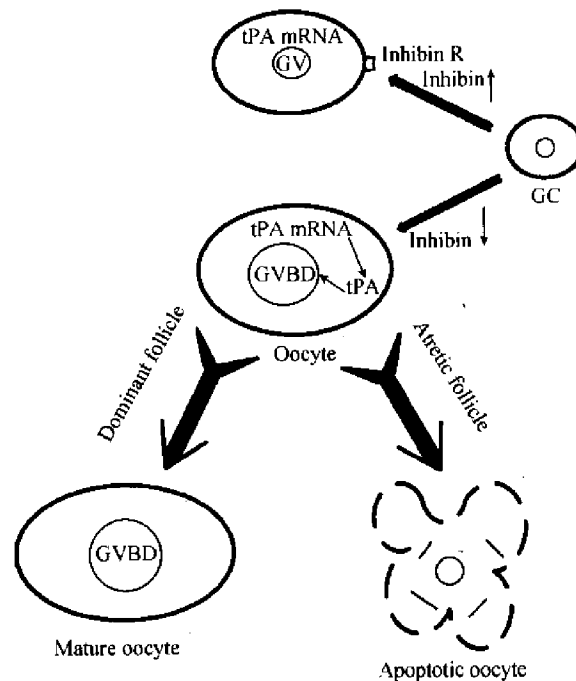 tPA mRNA
GV
Inhibin R
Inhibin
GC
Inhibin
tPA mRNA
GVBD
tPA
Oocyte
Dominant follicle
Atretic follicle
GVBD
Mature oocyte
Apoptotic oocyte